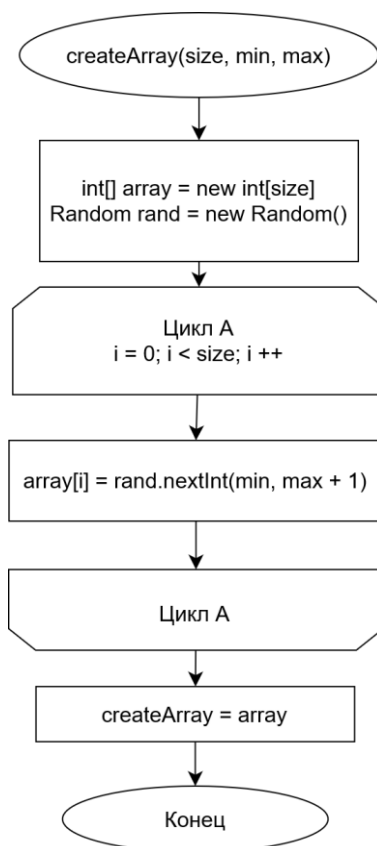 createArray(size, min, max)
int[] array = new int[size]
Random rand = new Random()
Цикл А
i = 0; i < size; i ++
array[i] = rand.nextInt(min, max + 1)
Цикл А
createArray = array
Конец